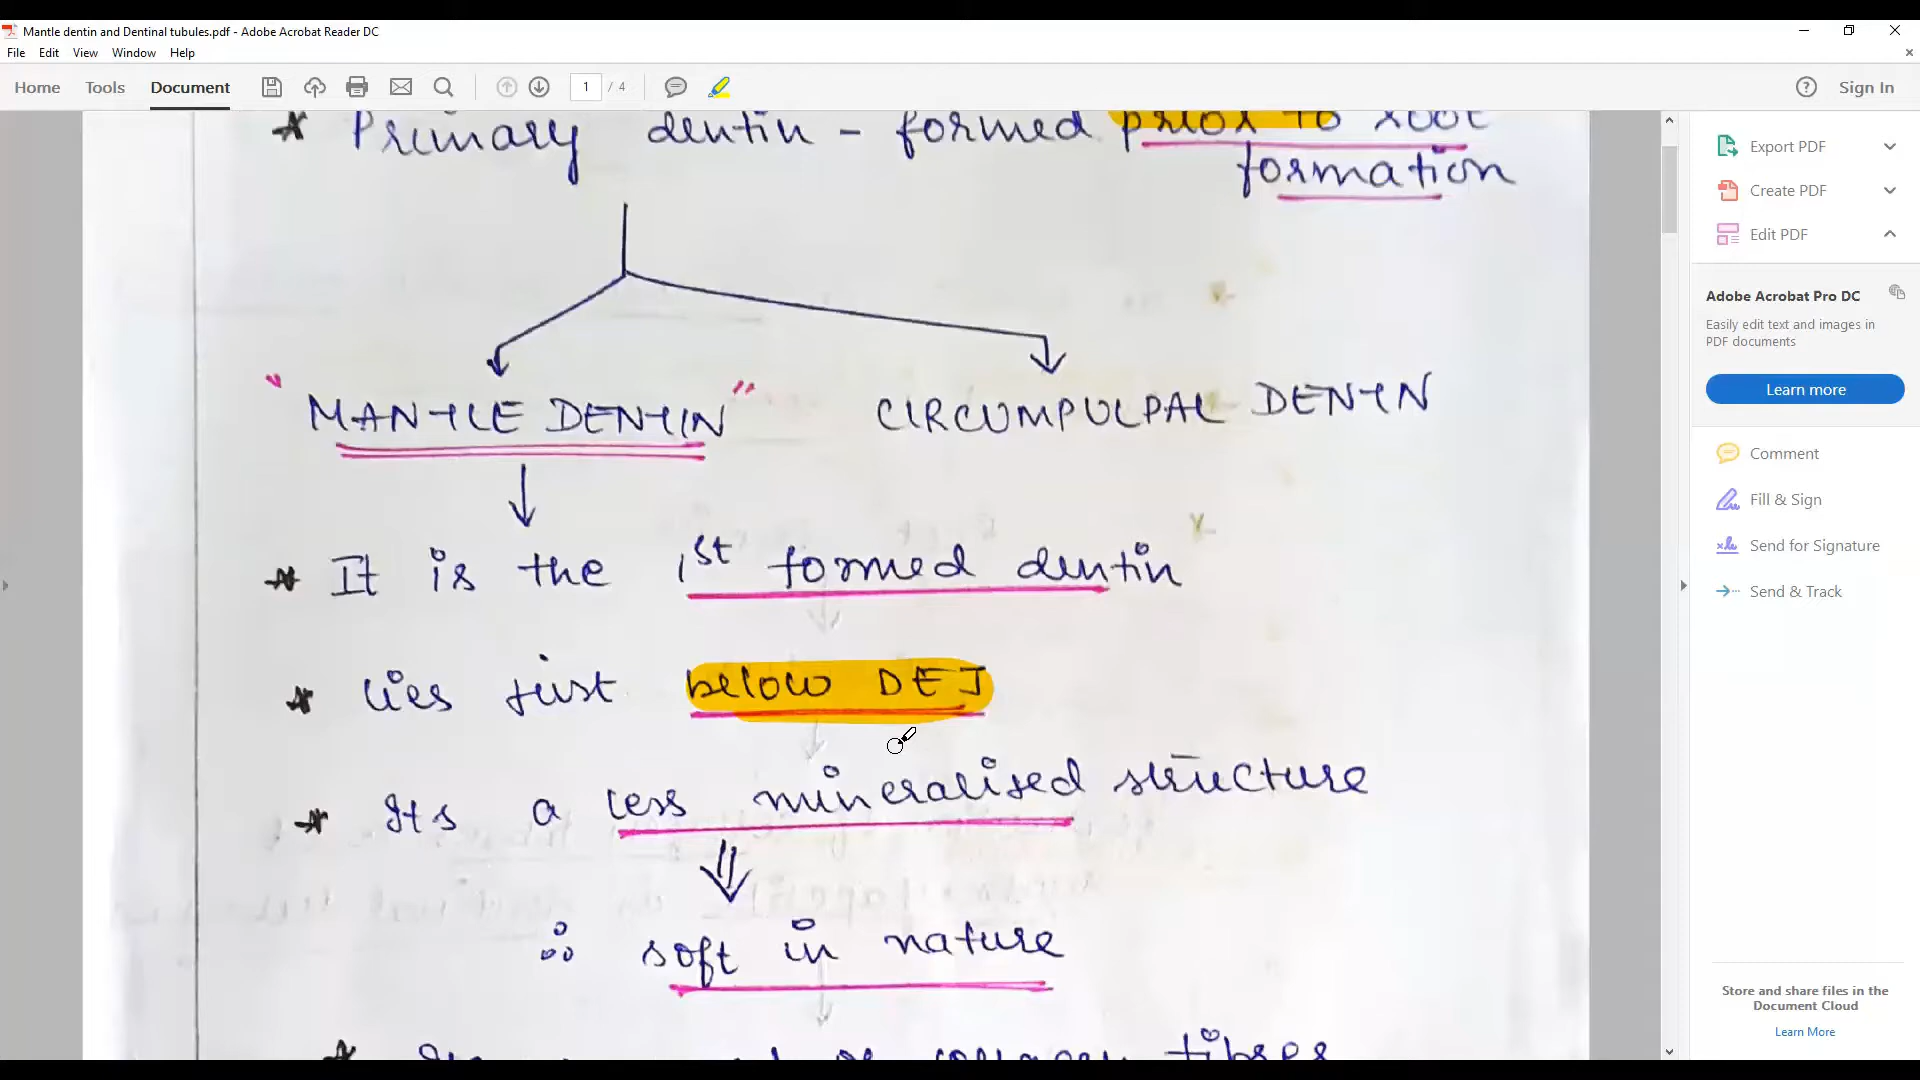 Mantle dentin and Dentinal tubules.pdf - Adobe Acrobat Reader DC
File Edit View Window Help
Home Tools Document 1 / 4 Sign In
* Primary dentin - formed prior to root
formation
"MANTLE DENTIN" CIRCUMPULPAL DENTIN
* It is the 1st formed dentin
* lies just below DEJ
* Its a less mineralised structure
∴ soft in nature
fibres
Export PDF
Create PDF
Edit PDF
Adobe Acrobat Pro DC
Easily edit text and images in
PDF documents
Learn more
Comment
Fill & Sign
Send for Signature
Send & Track
Store and share files in the
Document Cloud
Learn More